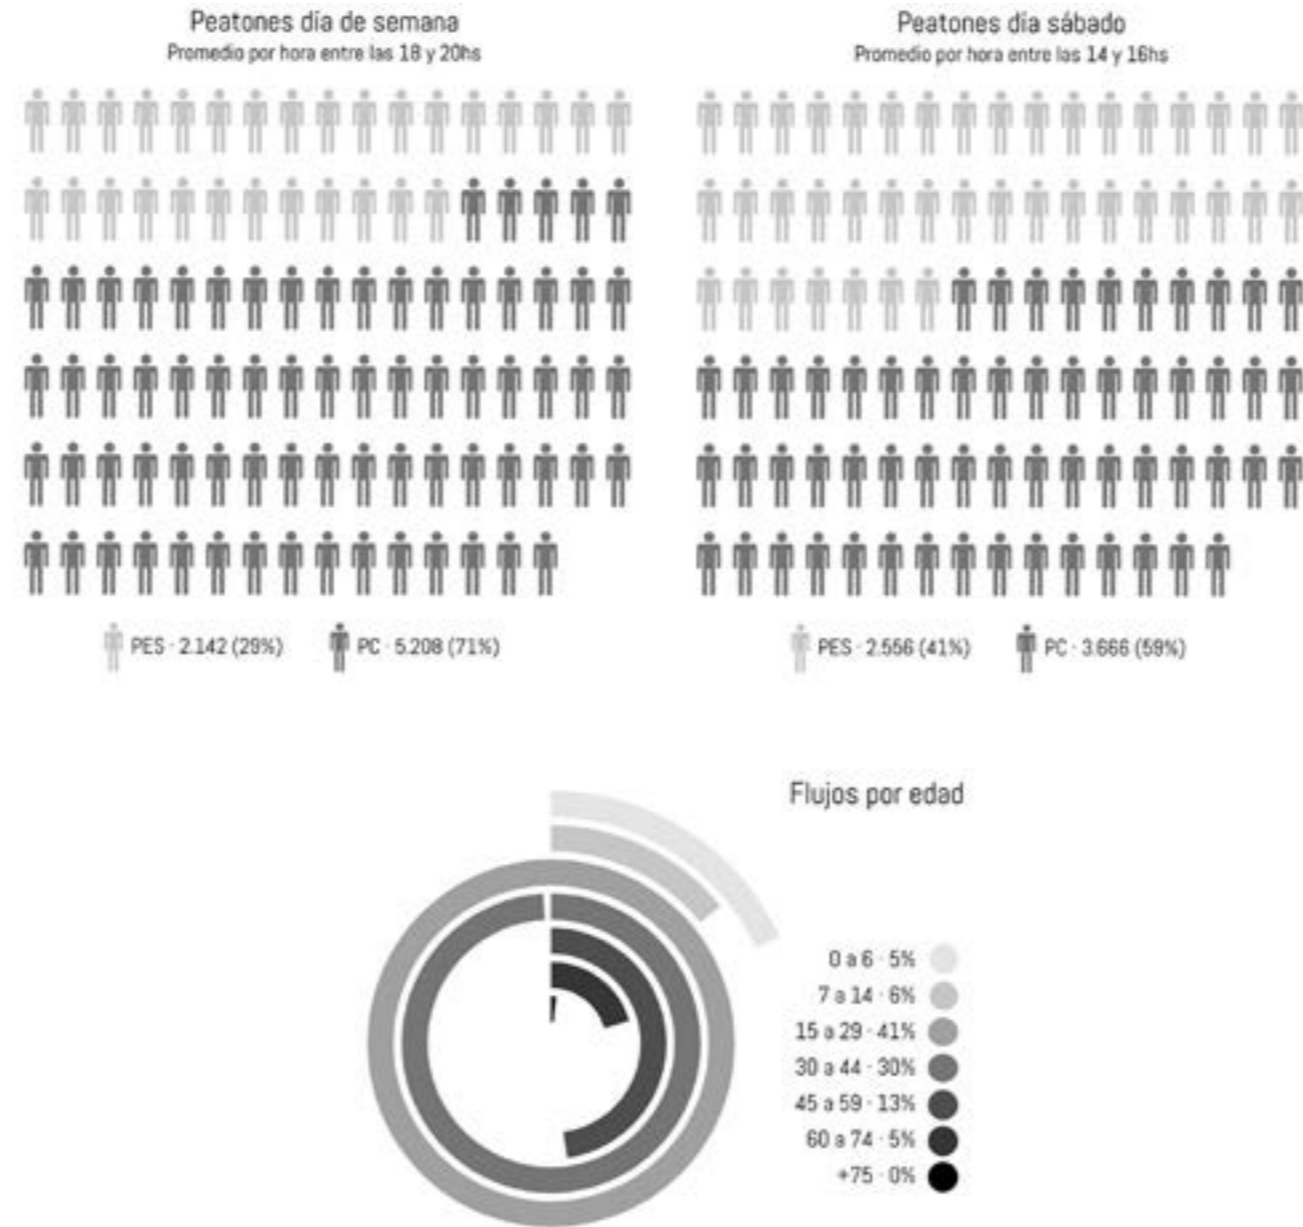 Peatones día de semana
Promedio por hora entre las 18 y 20hs
PES · 2.142 (29%)
PC · 5.208 (71%)
Peatones día sábado
Promedio por hora entre las 14 y 16hs
PES · 2.556 (41%)
PC · 3.666 (59%)
Flujos por edad
0 a 6 · 5%
7 a 14 · 6%
15 a 29 · 41%
30 a 44 · 30%
45 a 59 · 13%
60 a 74 · 5%
+75 · 0%